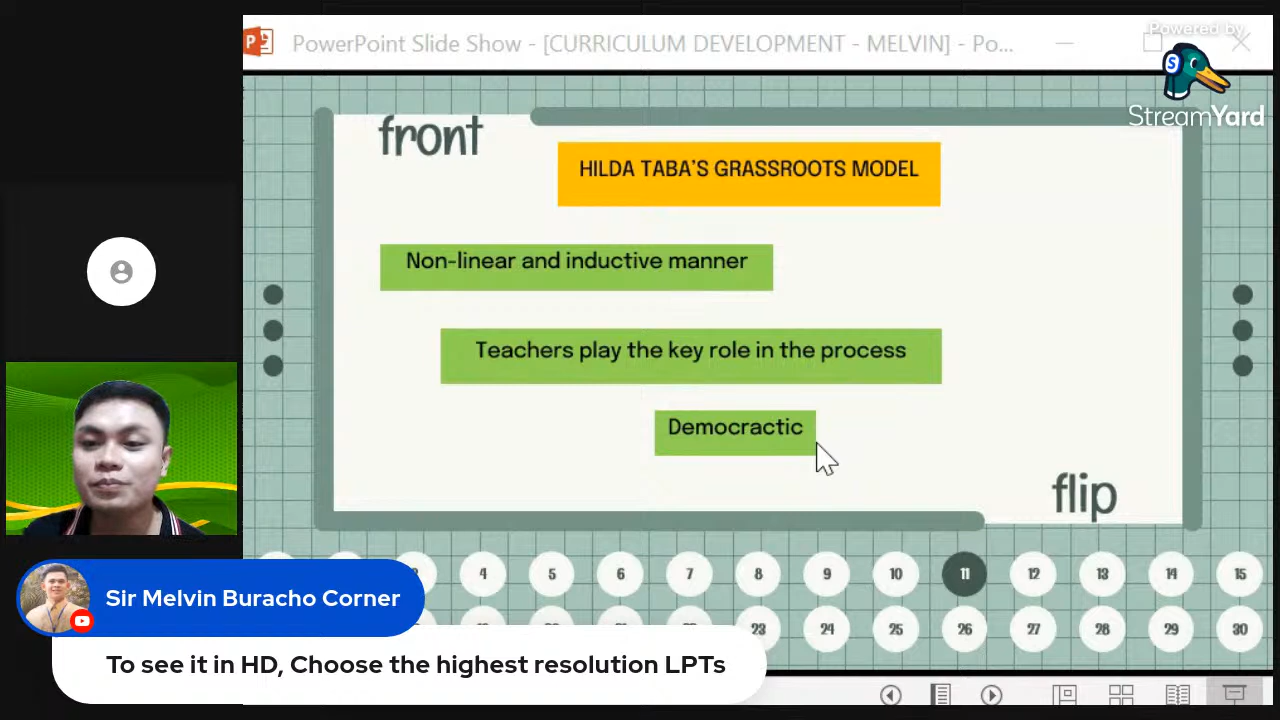 PowerPoint Slide Show - [CURRICULUM DEVELOPMENT - MELVIN] - Po...
Powered by
StreamYard
front
HILDA TABA'S GRASSROOTS MODEL
Non-linear and inductive manner
Teachers play the key role in the process
Democractic
flip
4 5 6 7 8 9 10 11 12 13 14 15
23 24 25 26 27 28 29 30
Sir Melvin Buracho Corner
To see it in HD, Choose the highest resolution LPTs